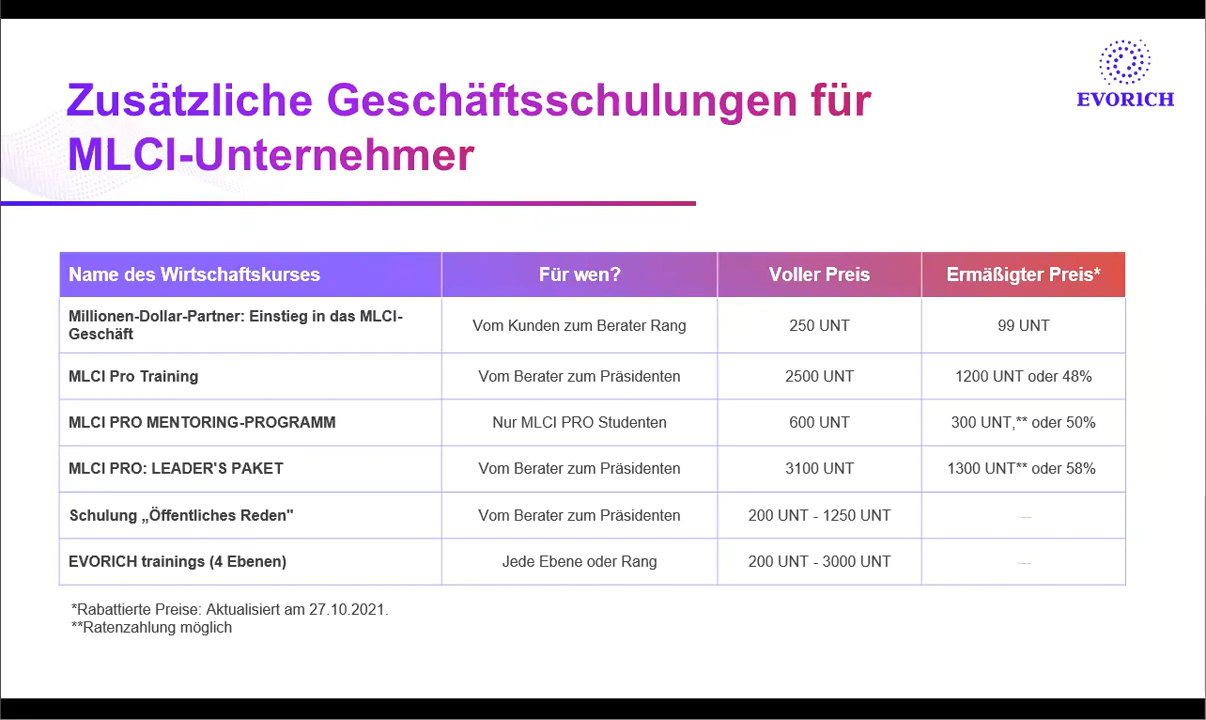 EVORICH
Zusätzliche Geschäftsschulungen für
MLCI-Unternehmer
Name des Wirtschaftskurses Für wen? Voller Preis Ermäßigter Preis*
Millionen-Dollar-Partner: Einstieg in das MLCI-
Geschäft Vom Kunden zum Berater Rang 250 UNT 99 UNT
MLCI Pro Training Vom Berater zum Präsidenten 2500 UNT 1200 UNT oder 48%
MLCI PRO MENTORING-PROGRAMM Nur MLCI PRO Studenten 600 UNT 300 UNT,** oder 50%
MLCI PRO: LEADER'S PAKET Vom Berater zum Präsidenten 3100 UNT 1300 UNT** oder 58%
Schulung „Öffentliches Reden" Vom Berater zum Präsidenten 200 UNT - 1250 UNT —
EVORICH trainings (4 Ebenen) Jede Ebene oder Rang 200 UNT - 3000 UNT —
*Rabattierte Preise: Aktualisiert am 27.10.2021.
**Ratenzahlung möglich